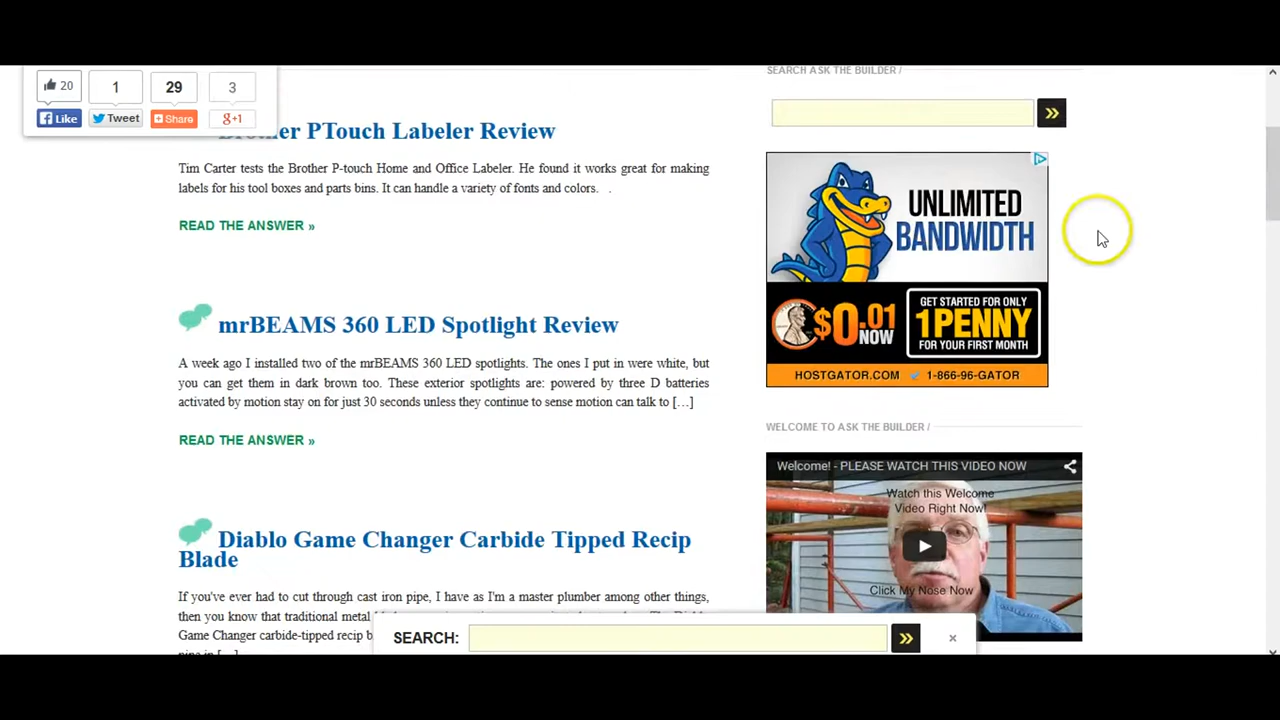 20
1
29
3
Like
Tweet
Share
g+1
Brother PTouch Labeler Review
Tim Carter tests the Brother P-touch Home and Office Labeler. He found it works great for making
labels for his tool boxes and parts bins. It can handle a variety of fonts and colors. .
READ THE ANSWER »
mrBEAMS 360 LED Spotlight Review
A week ago I installed two of the mrBEAMS 360 LED spotlights. The ones I put in were white, but
you can get them in dark brown too. These exterior spotlights are: powered by three D batteries
activated by motion stay on for just 30 seconds unless they continue to sense motion can talk to […]
READ THE ANSWER »
Diablo Game Changer Carbide Tipped Recip
Blade
If you've ever had to cut through cast iron pipe, I have as I'm a master plumber among other things,
then you know that traditional metal
Game Changer carbide-tipped recip b
pipe in […]
SEARCH ASK THE BUILDER /
»
UNLIMITED
BANDWIDTH
$0.01
NOW
GET STARTED FOR ONLY
1PENNY
FOR YOUR FIRST MONTH
HOSTGATOR.COM 1-866-96-GATOR
WELCOME TO ASK THE BUILDER /
Welcome! - PLEASE WATCH THIS VIDEO NOW
Watch this Welcome
Video Right Now!
Click My Nose Now
SEARCH:
»
×